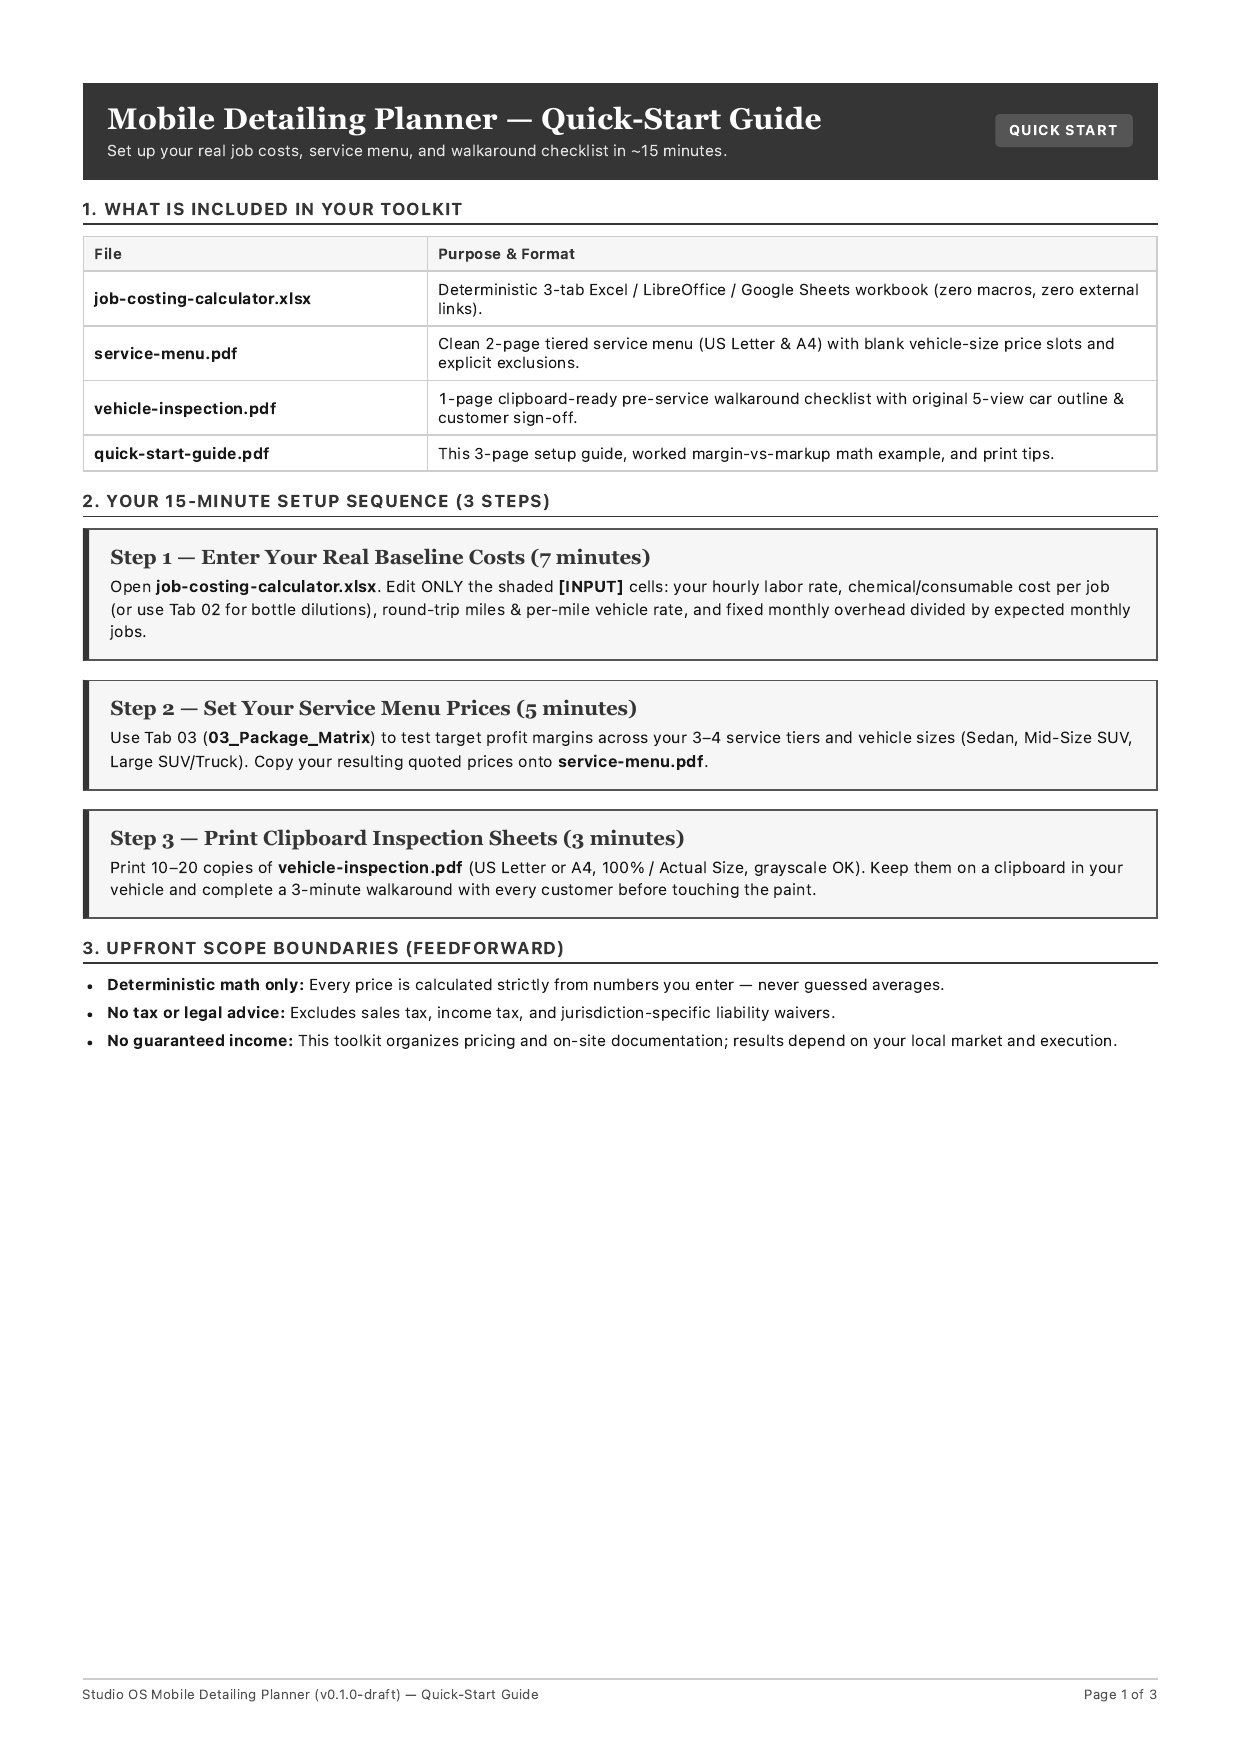 Mobile Detailing Planner — Quick-Start Guide
Set up your real job costs, service menu, and walkaround checklist in ~15 minutes.
QUICK START
1. WHAT IS INCLUDED IN YOUR TOOLKIT
File
Purpose & Format
job-costing-calculator.xlsx
Deterministic 3-tab Excel / LibreOffice / Google Sheets workbook (zero macros, zero external
links).
service-menu.pdf
Clean 2-page tiered service menu (US Letter & A4) with blank vehicle-size price slots and
explicit exclusions.
vehicle-inspection.pdf
1-page clipboard-ready pre-service walkaround checklist with original 5-view car outline &
customer sign-off.
quick-start-guide.pdf
This 3-page setup guide, worked margin-vs-markup math example, and print tips.
2. YOUR 15-MINUTE SETUP SEQUENCE (3 STEPS)
Step 1 — Enter Your Real Baseline Costs (7 minutes)
Open job-costing-calculator.xlsx. Edit ONLY the shaded [INPUT] cells: your hourly labor rate, chemical/consumable cost per job
(or use Tab 02 for bottle dilutions), round-trip miles & per-mile vehicle rate, and fixed monthly overhead divided by expected monthly
jobs.
Step 2 — Set Your Service Menu Prices (5 minutes)
Use Tab 03 (03_Package_Matrix) to test target profit margins across your 3–4 service tiers and vehicle sizes (Sedan, Mid-Size SUV,
Large SUV/Truck). Copy your resulting quoted prices onto service-menu.pdf.
Step 3 — Print Clipboard Inspection Sheets (3 minutes)
Print 10–20 copies of vehicle-inspection.pdf (US Letter or A4, 100% / Actual Size, grayscale OK). Keep them on a clipboard in your
vehicle and complete a 3-minute walkaround with every customer before touching the paint.
3. UPFRONT SCOPE BOUNDARIES (FEEDFORWARD)
• Deterministic math only: Every price is calculated strictly from numbers you enter — never guessed averages.
• No tax or legal advice: Excludes sales tax, income tax, and jurisdiction-specific liability waivers.
• No guaranteed income: This toolkit organizes pricing and on-site documentation; results depend on your local market and execution.
Studio OS Mobile Detailing Planner (v0.1.0-draft) — Quick-Start Guide
Page 1 of 3